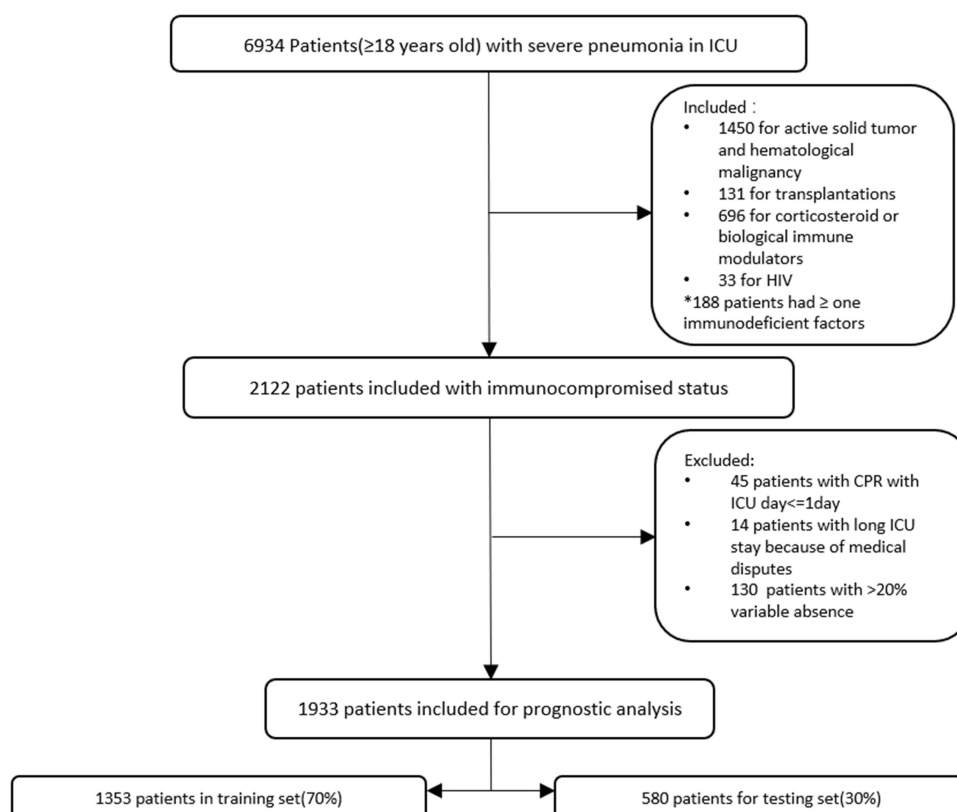 6934 Patients(≥18 years old) with severe pneumonia in ICU
Included：
• 1450 for active solid tumor
and hematological
malignancy
• 131 for transplantations
• 696 for corticosteroid or
biological immune
modulators
• 33 for HIV
*188 patients had ≥ one
immunodeficient factors
2122 patients included with immunocompromised status
Excluded:
• 45 patients with CPR with
ICU day<=1day
• 14 patients with long ICU
stay because of medical
disputes
• 130 patients with >20%
variable absence
1933 patients included for prognostic analysis
1353 patients in training set(70%)
580 patients for testing set(30%)